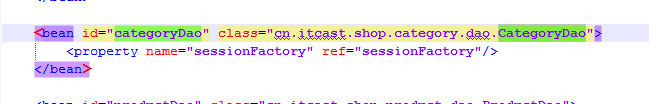 <bean id="categoryDao" class="cn.itcast.shop.category.dao.CategoryDao">
<property name="sessionFactory" ref="sessionFactory"/>
</bean>